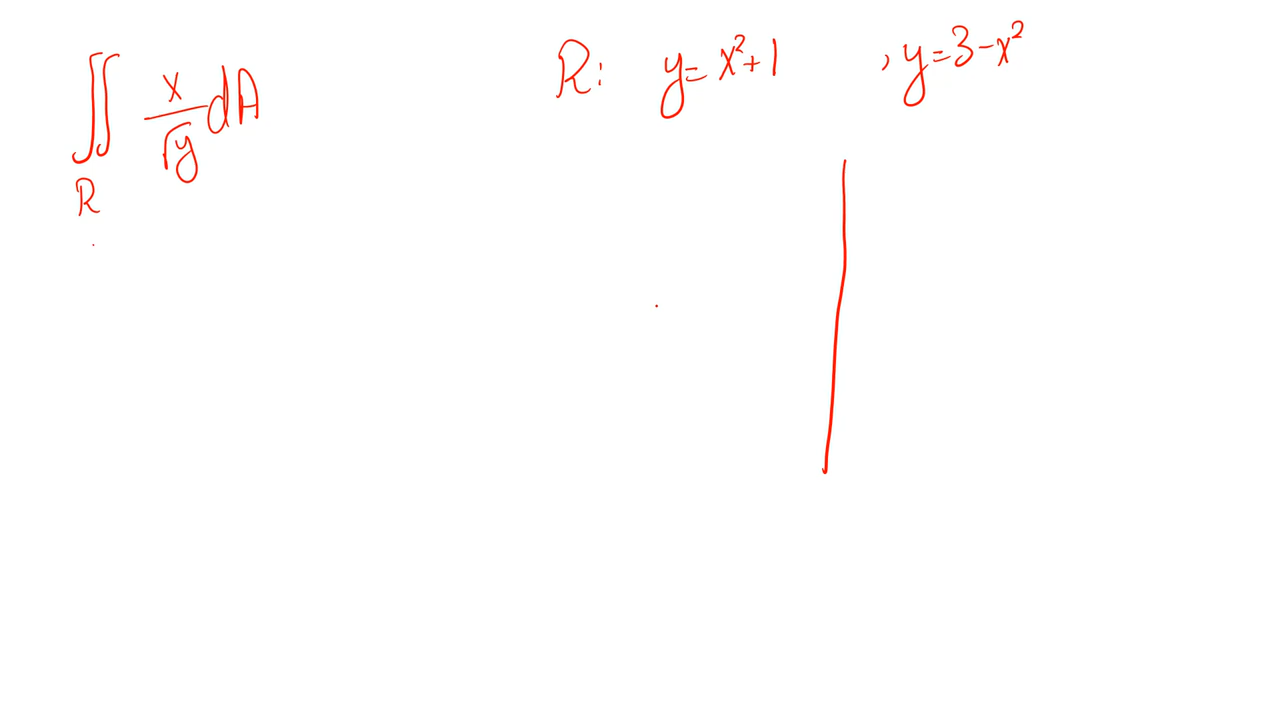 ∬_R x/√y dA    R: y = x² + 1 , y = 3 - x²